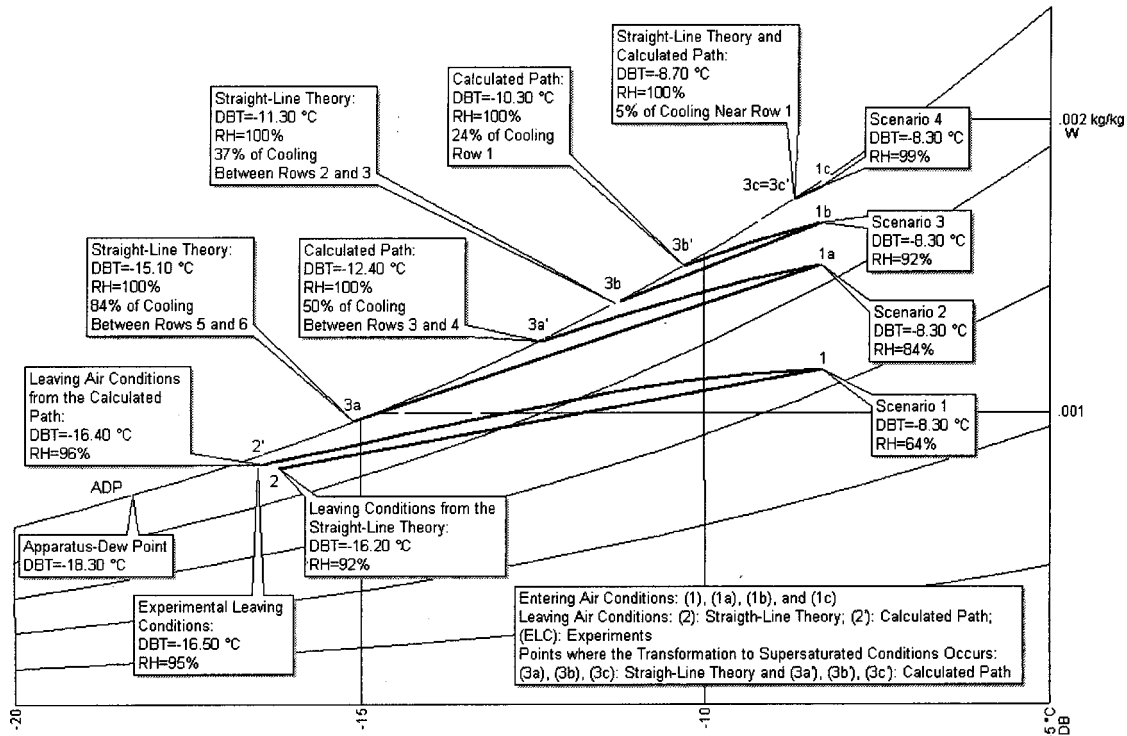 Straight-Line Theory and
Calculated Path:
DBT=-8.70 °C
RH=100%
5% of Cooling Near Row 1
Calculated Path:
DBT=-10.30 °C
RH=100%
24% of Cooling
Row 1
Straight-Line Theory:
DBT=-11.30 °C
RH=100%
37% of Cooling
Between Rows 2 and 3
Scenario 4
DBT=-8.30 °C
RH=99%
.002 kg/kg
W
1c
3c=3c'
1b
Scenario 3
DBT=-8.30 °C
RH=92%
3b'
1a
Straight-Line Theory:
DBT=-15.10 °C
RH=100%
84% of Cooling
Between Rows 5 and 6
Calculated Path:
DBT=-12.40 °C
RH=100%
50% of Cooling
Between Rows 3 and 4
3b
3a'
Scenario 2
DBT=-8.30 °C
RH=84%
1
Leaving Air Conditions
from the Calculated
Path:
DBT=-16.40 °C
RH=96%
3a
Scenario 1
DBT=-8.30 °C
RH=64%
.001
2'
2
ADP
Leaving Conditions from the
Straight-Line Theory:
DBT=-16.20 °C
RH=92%
Apparatus-Dew Point
DBT=-18.30 °C
Experimental Leaving
Conditions:
DBT=-16.50 °C
RH=95%
Entering Air Conditions: (1), (1a), (1b), and (1c)
Leaving Air Conditions: (2): Straigth-Line Theory; (2'): Calculated Path;
(ELC): Experiments
Points where the Transformation to Supersaturated Conditions Occurs:
(3a), (3b), (3c): Straigh-Line Theory and (3a'), (3b'), (3c'): Calculated Path
-20
-15
-10
5 °C
DB